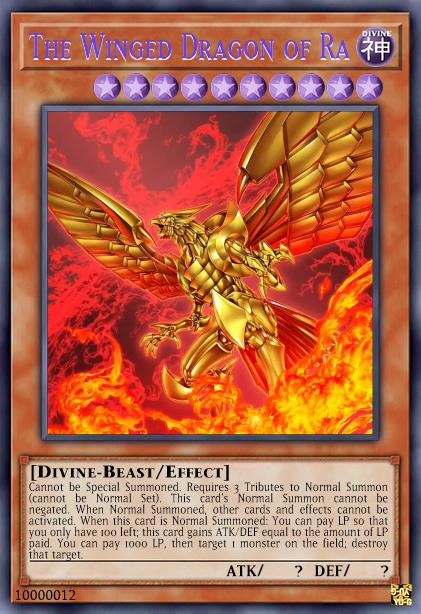 THE WINGED DRAGON OF RA
DIVINE
神
[DIVINE-BEAST/EFFECT]
Cannot be Special Summoned. Requires 3 Tributes to Normal Summon
(cannot be Normal Set). This card's Normal Summon cannot be
negated. When Normal Summoned, other cards and effects cannot be
activated. When this card is Normal Summoned: You can pay LP so that
you only have 100 left; this card gains ATK/DEF equal to the amount of LP
paid. You can pay 1000 LP, then target 1 monster on the field; destroy
that target.
ATK/ ? DEF/ ?
10000012